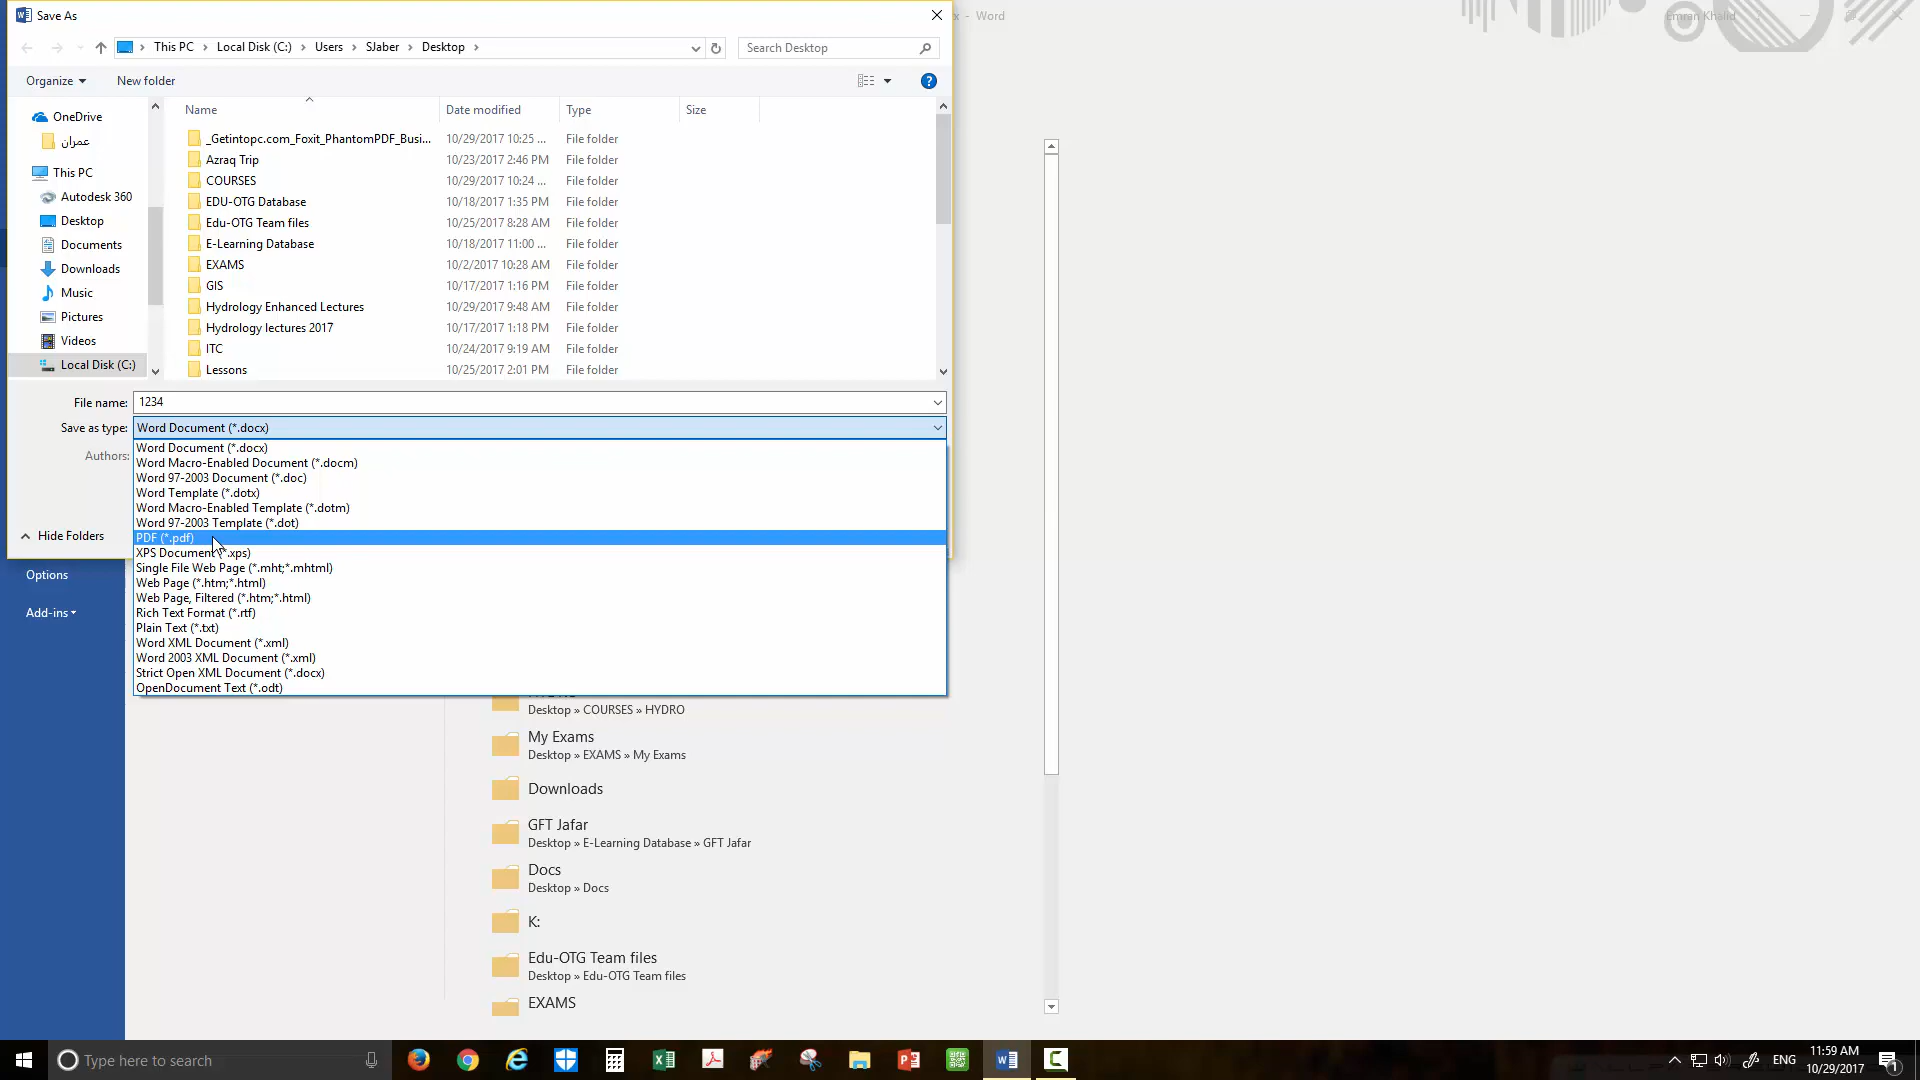 Save As
x - Word
Emran Khalid
This PC > Local Disk (C:) > Users > SJaber > Desktop >
Search Desktop
Organize
New folder
Name
Date modified
Type
Size
OneDrive
عمران
This PC
Autodesk 360
Desktop
Documents
Downloads
Music
Pictures
Videos
Local Disk (C:)
_Getintopc.com_Foxit_PhantomPDF_Busi... 10/29/2017 10:25 ... File folder
Azraq Trip 10/23/2017 2:46 PM File folder
COURSES 10/29/2017 10:24 ... File folder
EDU-OTG Database 10/18/2017 1:35 PM File folder
Edu-OTG Team files 10/25/2017 8:28 AM File folder
E-Learning Database 10/18/2017 11:00 ... File folder
EXAMS 10/2/2017 10:28 AM File folder
GIS 10/17/2017 1:16 PM File folder
Hydrology Enhanced Lectures 10/29/2017 9:48 AM File folder
Hydrology lectures 2017 10/17/2017 1:18 PM File folder
ITC 10/24/2017 9:19 AM File folder
Lessons 10/25/2017 2:01 PM File folder
File name: 1234
Save as type: Word Document (*.docx)
Authors:
Word Document (*.docx)
Word Macro-Enabled Document (*.docm)
Word 97-2003 Document (*.doc)
Word Template (*.dotx)
Word Macro-Enabled Template (*.dotm)
Word 97-2003 Template (*.dot)
PDF (*.pdf)
XPS Document (*.xps)
Single File Web Page (*.mht;*.mhtml)
Web Page (*.htm;*.html)
Web Page, Filtered (*.htm;*.html)
Rich Text Format (*.rtf)
Plain Text (*.txt)
Word XML Document (*.xml)
Word 2003 XML Document (*.xml)
Strict Open XML Document (*.docx)
OpenDocument Text (*.odt)
Hide Folders
Options
Add-ins
Desktop » COURSES » HYDRO
My Exams
Desktop » EXAMS » My Exams
Downloads
GFT Jafar
Desktop » E-Learning Database » GFT Jafar
Docs
Desktop » Docs
K:
Edu-OTG Team files
Desktop » Edu-OTG Team files
EXAMS
Type here to search
ENG
11:59 AM
10/29/2017
1